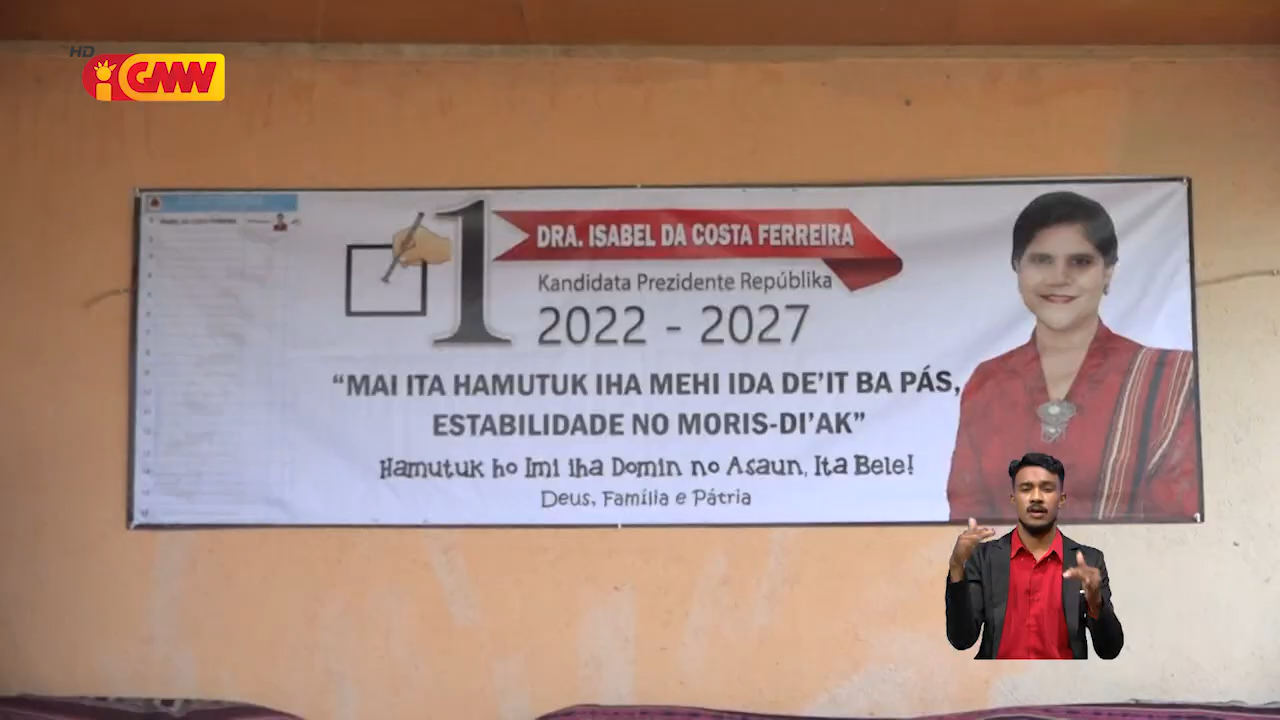 HD
GMN
1
DRA. ISABEL DA COSTA FERREIRA
Kandidata Prezidente Repúblika
2022 - 2027
“MAI ITA HAMUTUK IHA MEHI IDA DE’IT BA PÁS,
ESTABILIDADE NO MORIS-DI’AK”
Hamutuk ho Imi iha Domin no Asaun, Ita Bele!
Deus, Família e Pátria